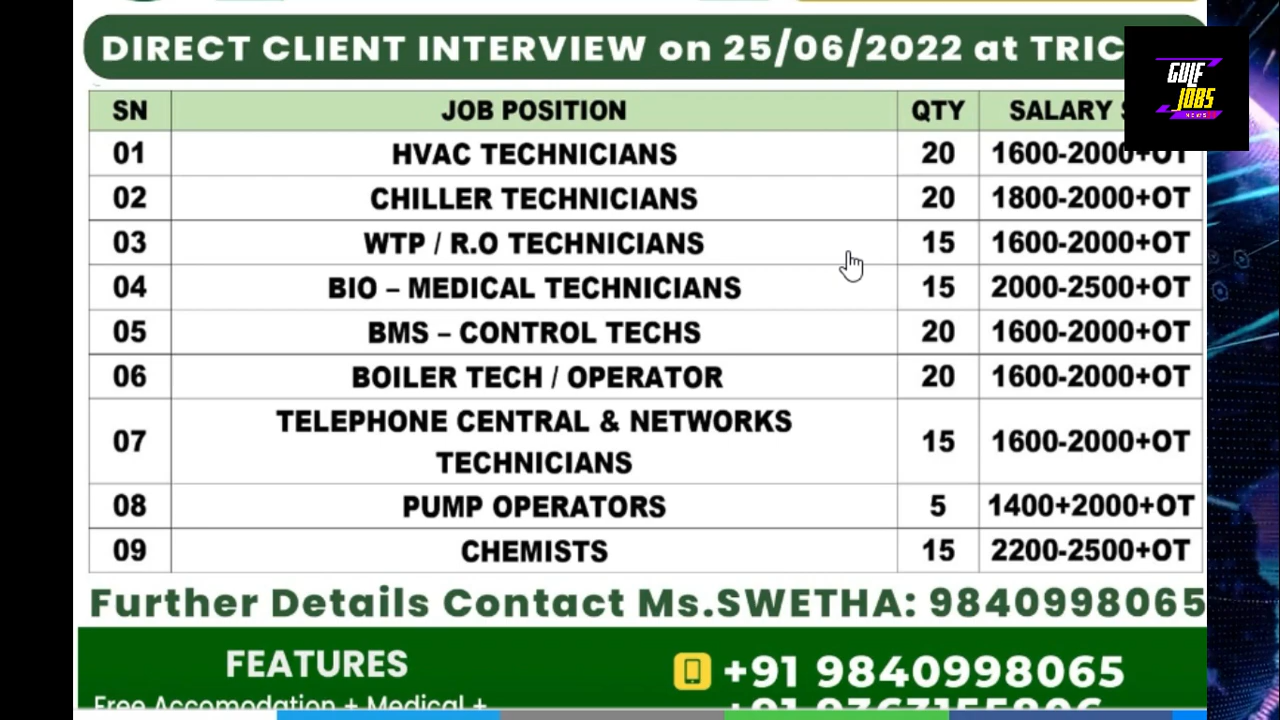 DIRECT CLIENT INTERVIEW on 25/06/2022 at TRIC
GULF
JOBS
NEWS
SN JOB POSITION QTY SALARY
01 HVAC TECHNICIANS 20 1600-2000+OT
02 CHILLER TECHNICIANS 20 1800-2000+OT
03 WTP / R.O TECHNICIANS 15 1600-2000+OT
04 BIO – MEDICAL TECHNICIANS 15 2000-2500+OT
05 BMS – CONTROL TECHS 20 1600-2000+OT
06 BOILER TECH / OPERATOR 20 1600-2000+OT
07 TELEPHONE CENTRAL & NETWORKS
TECHNICIANS 15 1600-2000+OT
08 PUMP OPERATORS 5 1400+2000+OT
09 CHEMISTS 15 2200-2500+OT
Further Details Contact Ms.SWETHA: 9840998065
FEATURES
+91 9840998065
Free Accomodation + Medical +
+91